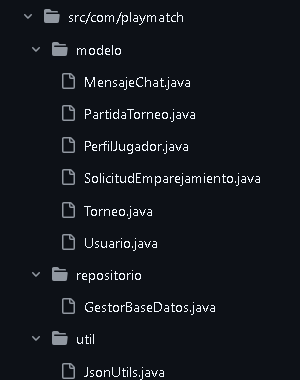 src/com/playmatch
modelo
MensajeChat.java
PartidaTorneo.java
PerfilJugador.java
SolicitudEmparejamiento.java
Torneo.java
Usuario.java
repositorio
GestorBaseDatos.java
util
JsonUtils.java